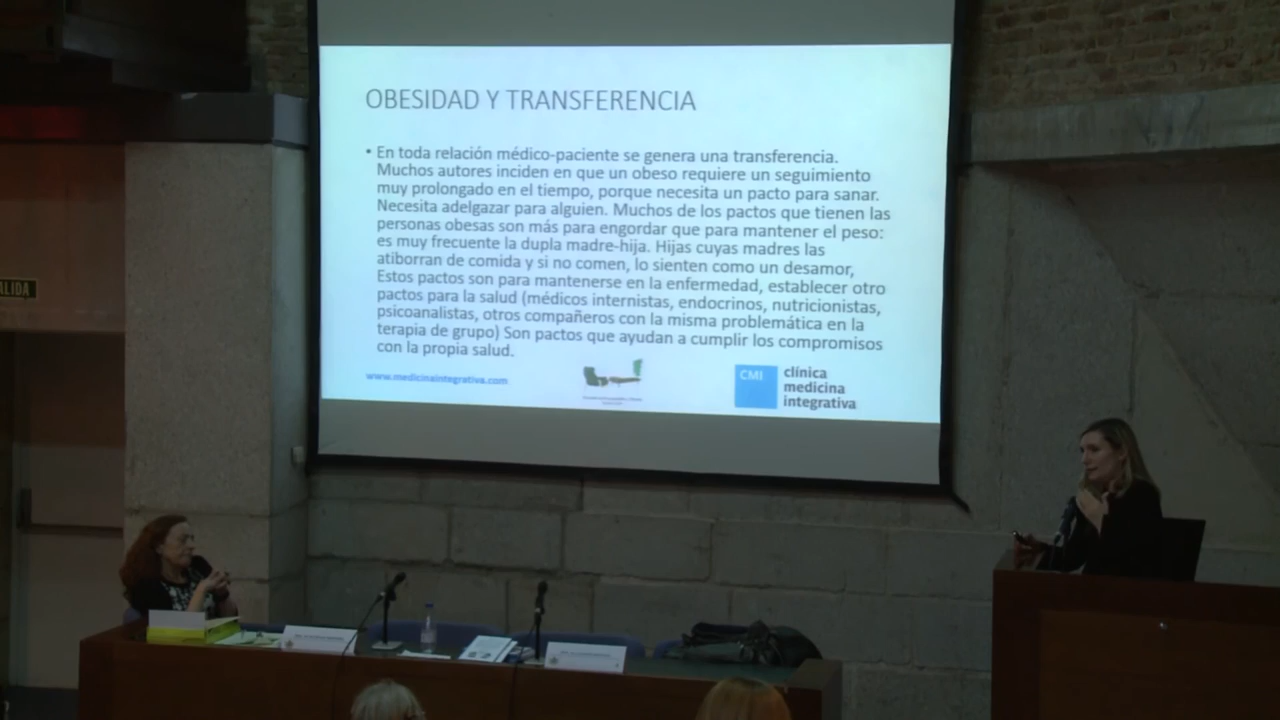 OBESIDAD Y TRANSFERENCIA
• En toda relación médico-paciente se genera una transferencia.
Muchos autores inciden en que un obeso requiere un seguimiento
muy prolongado en el tiempo, porque necesita un pacto para sanar.
Necesita adelgazar para alguien. Muchos de los pactos que tienen las
personas obesas son más para engordar que para mantener el peso:
es muy frecuente la dupla madre-hija. Hijas cuyas madres las
atiborran de comida y si no comen, lo sienten como un desamor,
Estos pactos son para mantenerse en la enfermedad, establecer otro
pactos para la salud (médicos internistas, endocrinos, nutricionistas,
psicoanalistas, otros compañeros con la misma problemática en la
terapia de grupo) Son pactos que ayudan a cumplir los compromisos
con la propia salud.
www.medicinaintegrativa.com
CMI
clínica
medicina
integrativa
ALIDA